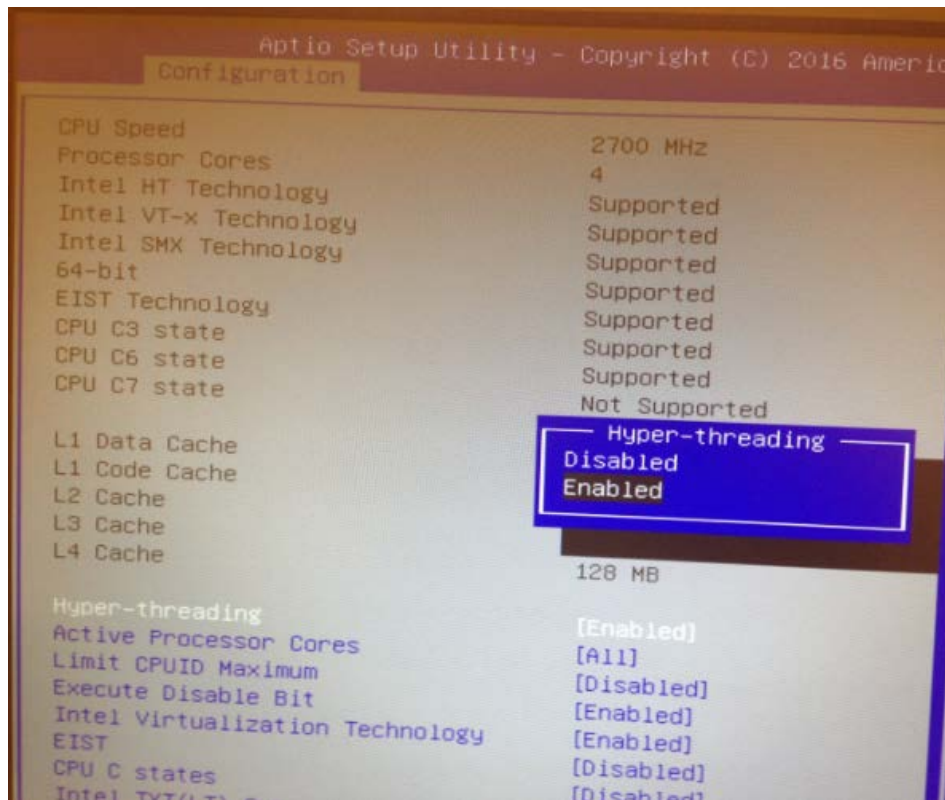 Aptio Setup Utility - Copyright (C) 2016 Americ
Configuration
CPU Speed 2700 MHz
Processor Cores 4
Intel HT Technology Supported
Intel VT-x Technology Supported
Intel SMX Technology Supported
64-bit Supported
EIST Technology Supported
CPU C3 state Supported
CPU C6 state Supported
CPU C7 state Not Supported
Hyper-threading
Disabled
Enabled
L1 Data Cache
L1 Code Cache
L2 Cache
L3 Cache
L4 Cache 128 MB
Hyper-threading [Enabled]
Active Processor Cores [All]
Limit CPUID Maximum [Disabled]
Execute Disable Bit [Enabled]
Intel Virtualization Technology [Enabled]
EIST [Disabled]
CPU C states [Disabled]
Intel TXT(LT)